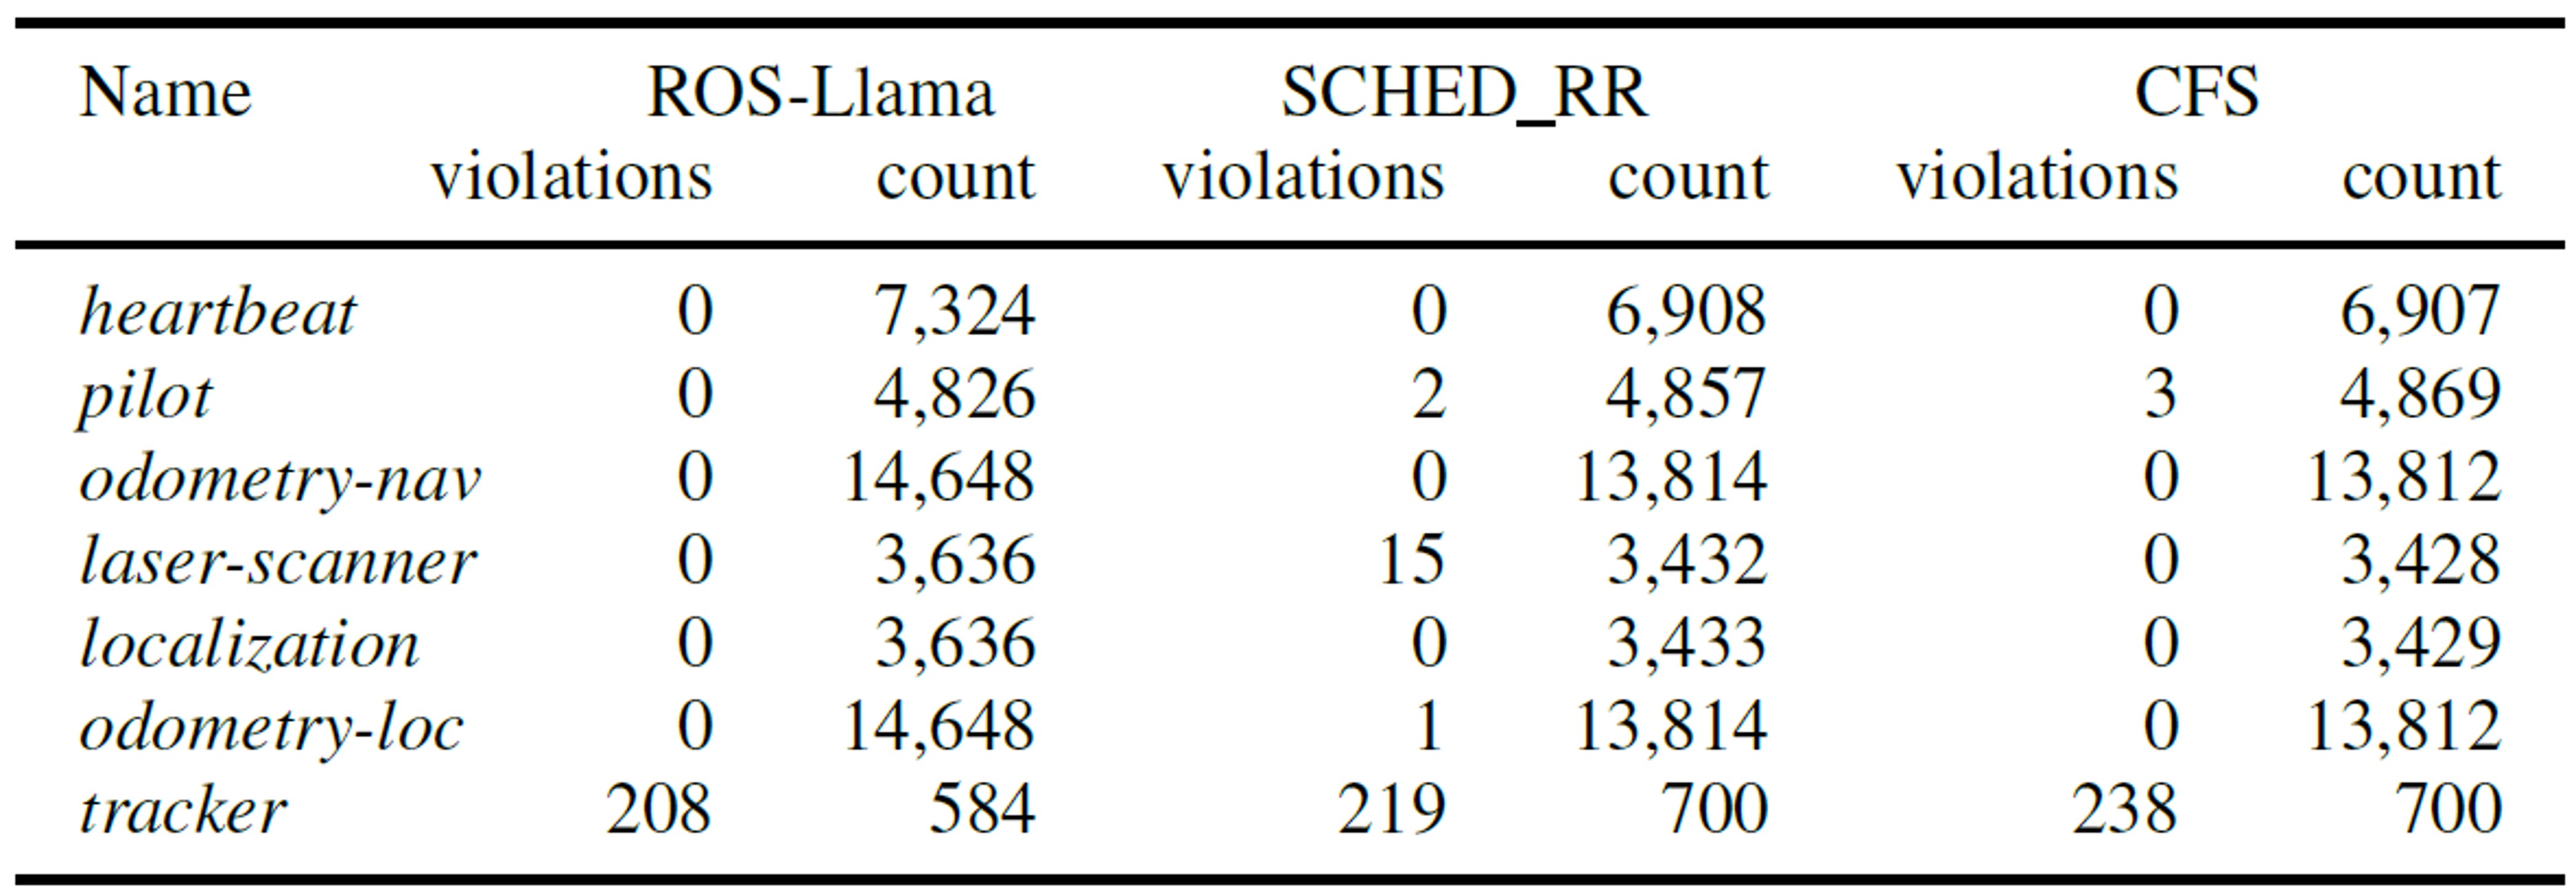 Name ROS-Llama SCHED_RR CFS
violations count violations count violations count
heartbeat 0 7,324 0 6,908 0 6,907
pilot 0 4,826 2 4,857 3 4,869
odometry-nav 0 14,648 0 13,814 0 13,812
laser-scanner 0 3,636 15 3,432 0 3,428
localization 0 3,636 0 3,433 0 3,429
odometry-loc 0 14,648 1 13,814 0 13,812
tracker 208 584 219 700 238 700